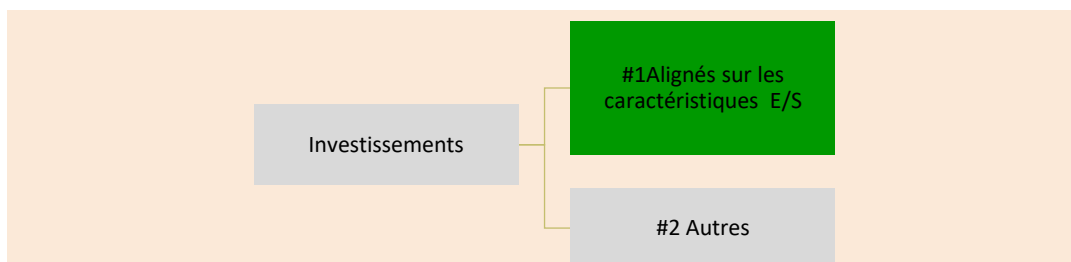 #1Alignés sur les
caractéristiques E/S
Investissements
#2 Autres